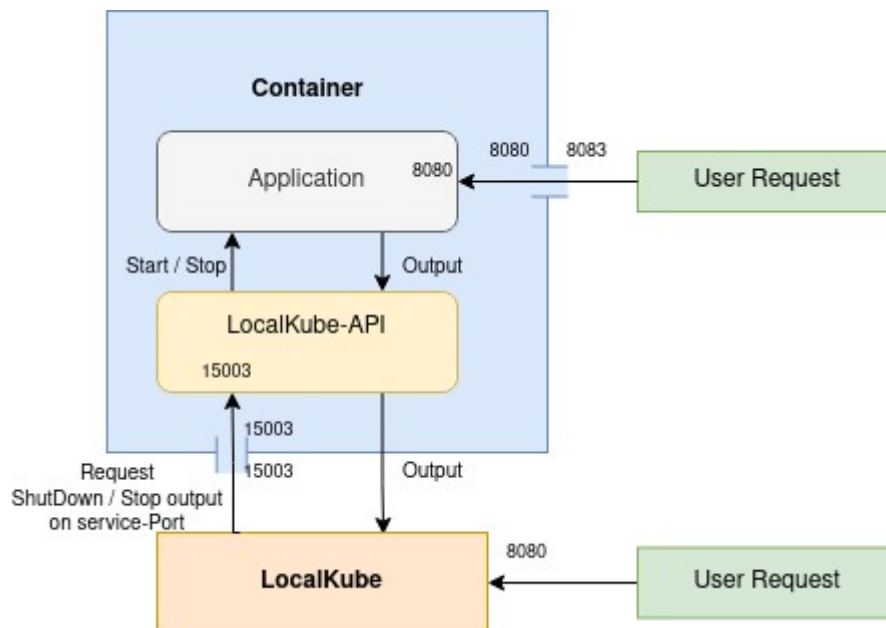 Container
Application
8080
8080
8083
User Request
Start / Stop
Output
LocalKube-API
15003
15003
15003
Request
ShutDown / Stop output
on service-Port
Output
LocalKube
8080
User Request